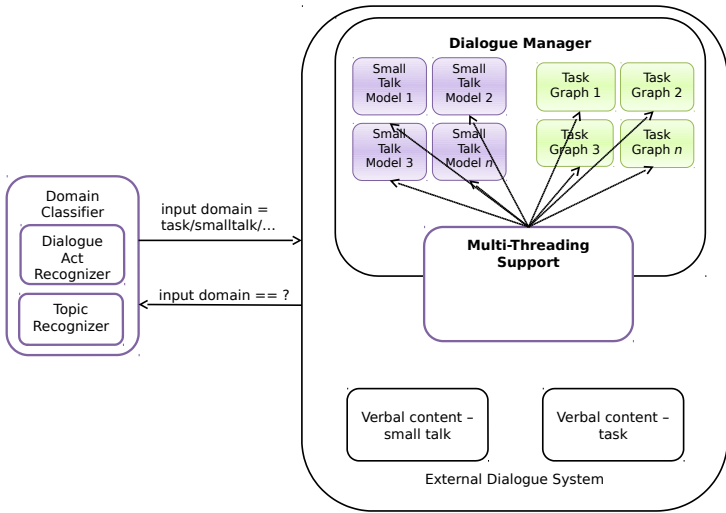 Dialogue Manager
Small
Talk
Model 1
Small
Talk
Model 2
Task
Graph 1
Task
Graph 2
Small
Talk
Model 3
Small
Talk
Model n
Task
Graph 3
Task
Graph n
Multi-Threading
Support
Domain
Classifier
Dialogue
Act
Recognizer
Topic
Recognizer
input domain =
task/smalltalk/...
input domain == ?
Verbal content –
small talk
Verbal content –
task
External Dialogue System